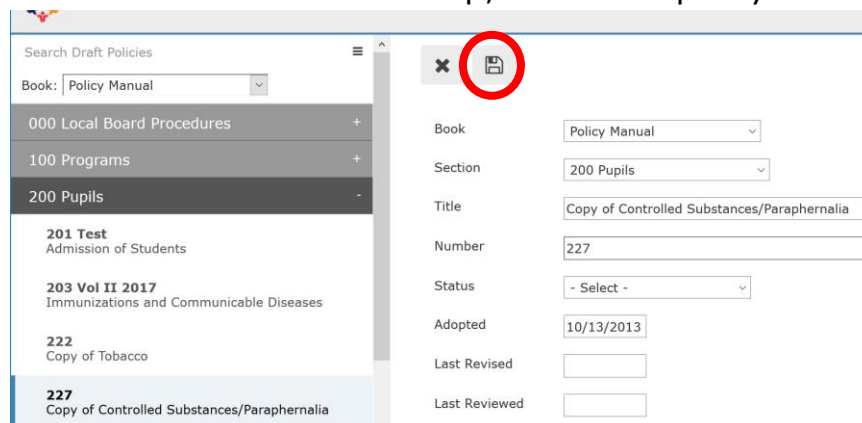 Search Draft Policies
Book: Policy Manual
000 Local Board Procedures +
100 Programs +
200 Pupils -
201 Test
Admission of Students
203 Vol II 2017
Immunizations and Communicable Diseases
222
Copy of Tobacco
227
Copy of Controlled Substances/Paraphernalia
Book Policy Manual
Section 200 Pupils
Title Copy of Controlled Substances/Paraphernalia
Number 227
Status - Select -
Adopted 10/13/2013
Last Revised
Last Reviewed